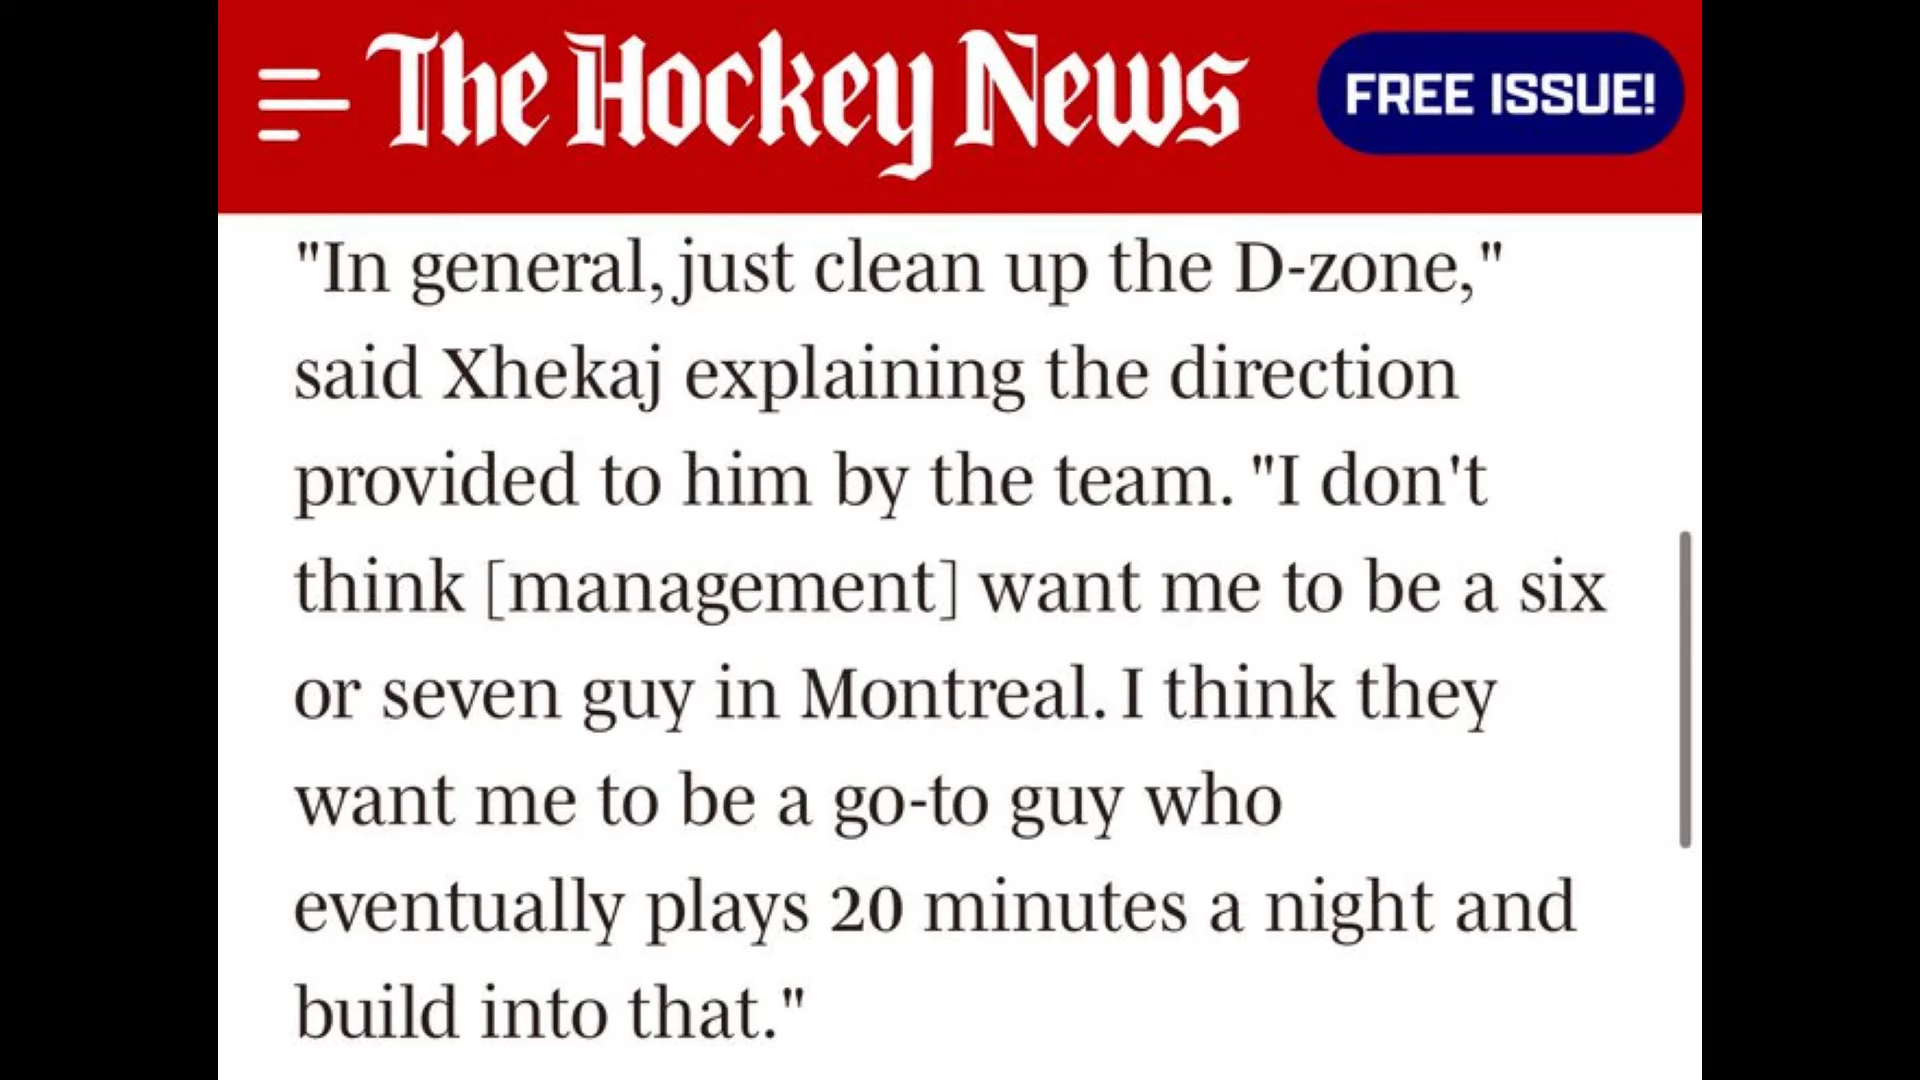 The Hockey News
FREE ISSUE!
"In general, just clean up the D-zone,"
said Xhekaj explaining the direction
provided to him by the team. "I don't
think [management] want me to be a six
or seven guy in Montreal. I think they
want me to be a go-to guy who
eventually plays 20 minutes a night and
build into that."